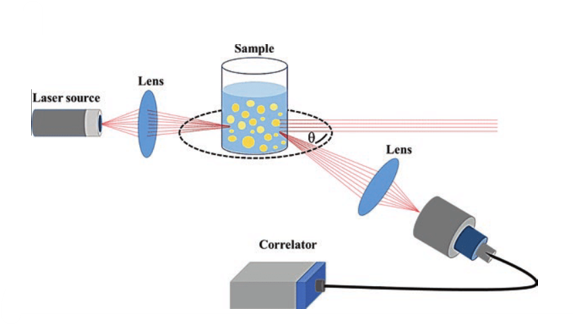 Sample
Lens
Laser source
θ
Lens
Correlator